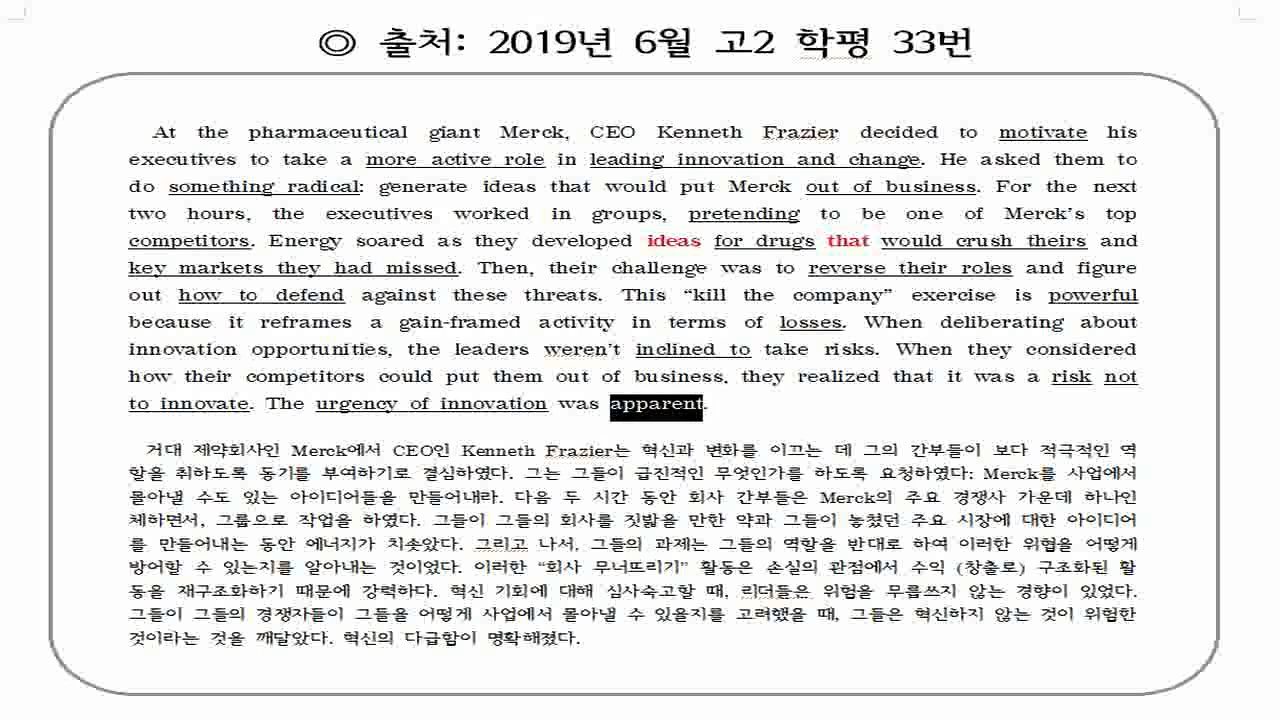 ◎ 출처: 2019년 6월 고2 학평 33번
At the pharmaceutical giant Merck, CEO Kenneth Frazier decided to motivate his
executives to take a more active role in leading innovation and change. He asked them to
do something radical: generate ideas that would put Merck out of business. For the next
two hours, the executives worked in groups, pretending to be one of Merck's top
competitors. Energy soared as they developed ideas for drugs that would crush theirs and
key markets they had missed. Then, their challenge was to reverse their roles and figure
out how to defend against these threats. This “kill the company” exercise is powerful
because it reframes a gain-framed activity in terms of losses. When deliberating about
innovation opportunities, the leaders weren't inclined to take risks. When they considered
how their competitors could put them out of business, they realized that it was a risk not
to innovate. The urgency of innovation was apparent.
거대 제약회사인 Merck에서 CEO인 Kenneth Frazier는 혁신과 변화를 이끄는 데 그의 간부들이 보다 적극적인 역
할을 취하도록 동기를 부여하기로 결심하였다. 그는 그들이 급진적인 무엇인가를 하도록 요청하였다: Merck를 사업에서
몰아낼 수도 있는 아이디어들을 만들어내라. 다음 두 시간 동안 회사 간부들은 Merck의 주요 경쟁사 가운데 하나인
체하면서, 그룹으로 작업을 하였다. 그들이 그들의 회사를 짓밟을 만한 약과 그들이 놓쳤던 주요 시장에 대한 아이디어
를 만들어내는 동안 에너지가 치솟았다. 그리고 나서, 그들의 과제는 그들의 역할을 반대로 하여 이러한 위협을 어떻게
방어할 수 있는지를 알아내는 것이었다. 이러한 “회사 무너뜨리기” 활동은 손실의 관점에서 수익 (창출로) 구조화된 활
동을 재구조화하기 때문에 강력하다. 혁신 기회에 대해 심사숙고할 때, 리더들은 위험을 무릅쓰지 않는 경향이 있었다.
그들이 그들의 경쟁자들이 그들을 어떻게 사업에서 몰아낼 수 있을지를 고려했을 때, 그들은 혁신하지 않는 것이 위험한
것이라는 것을 깨달았다. 혁신의 다급함이 명확해졌다.